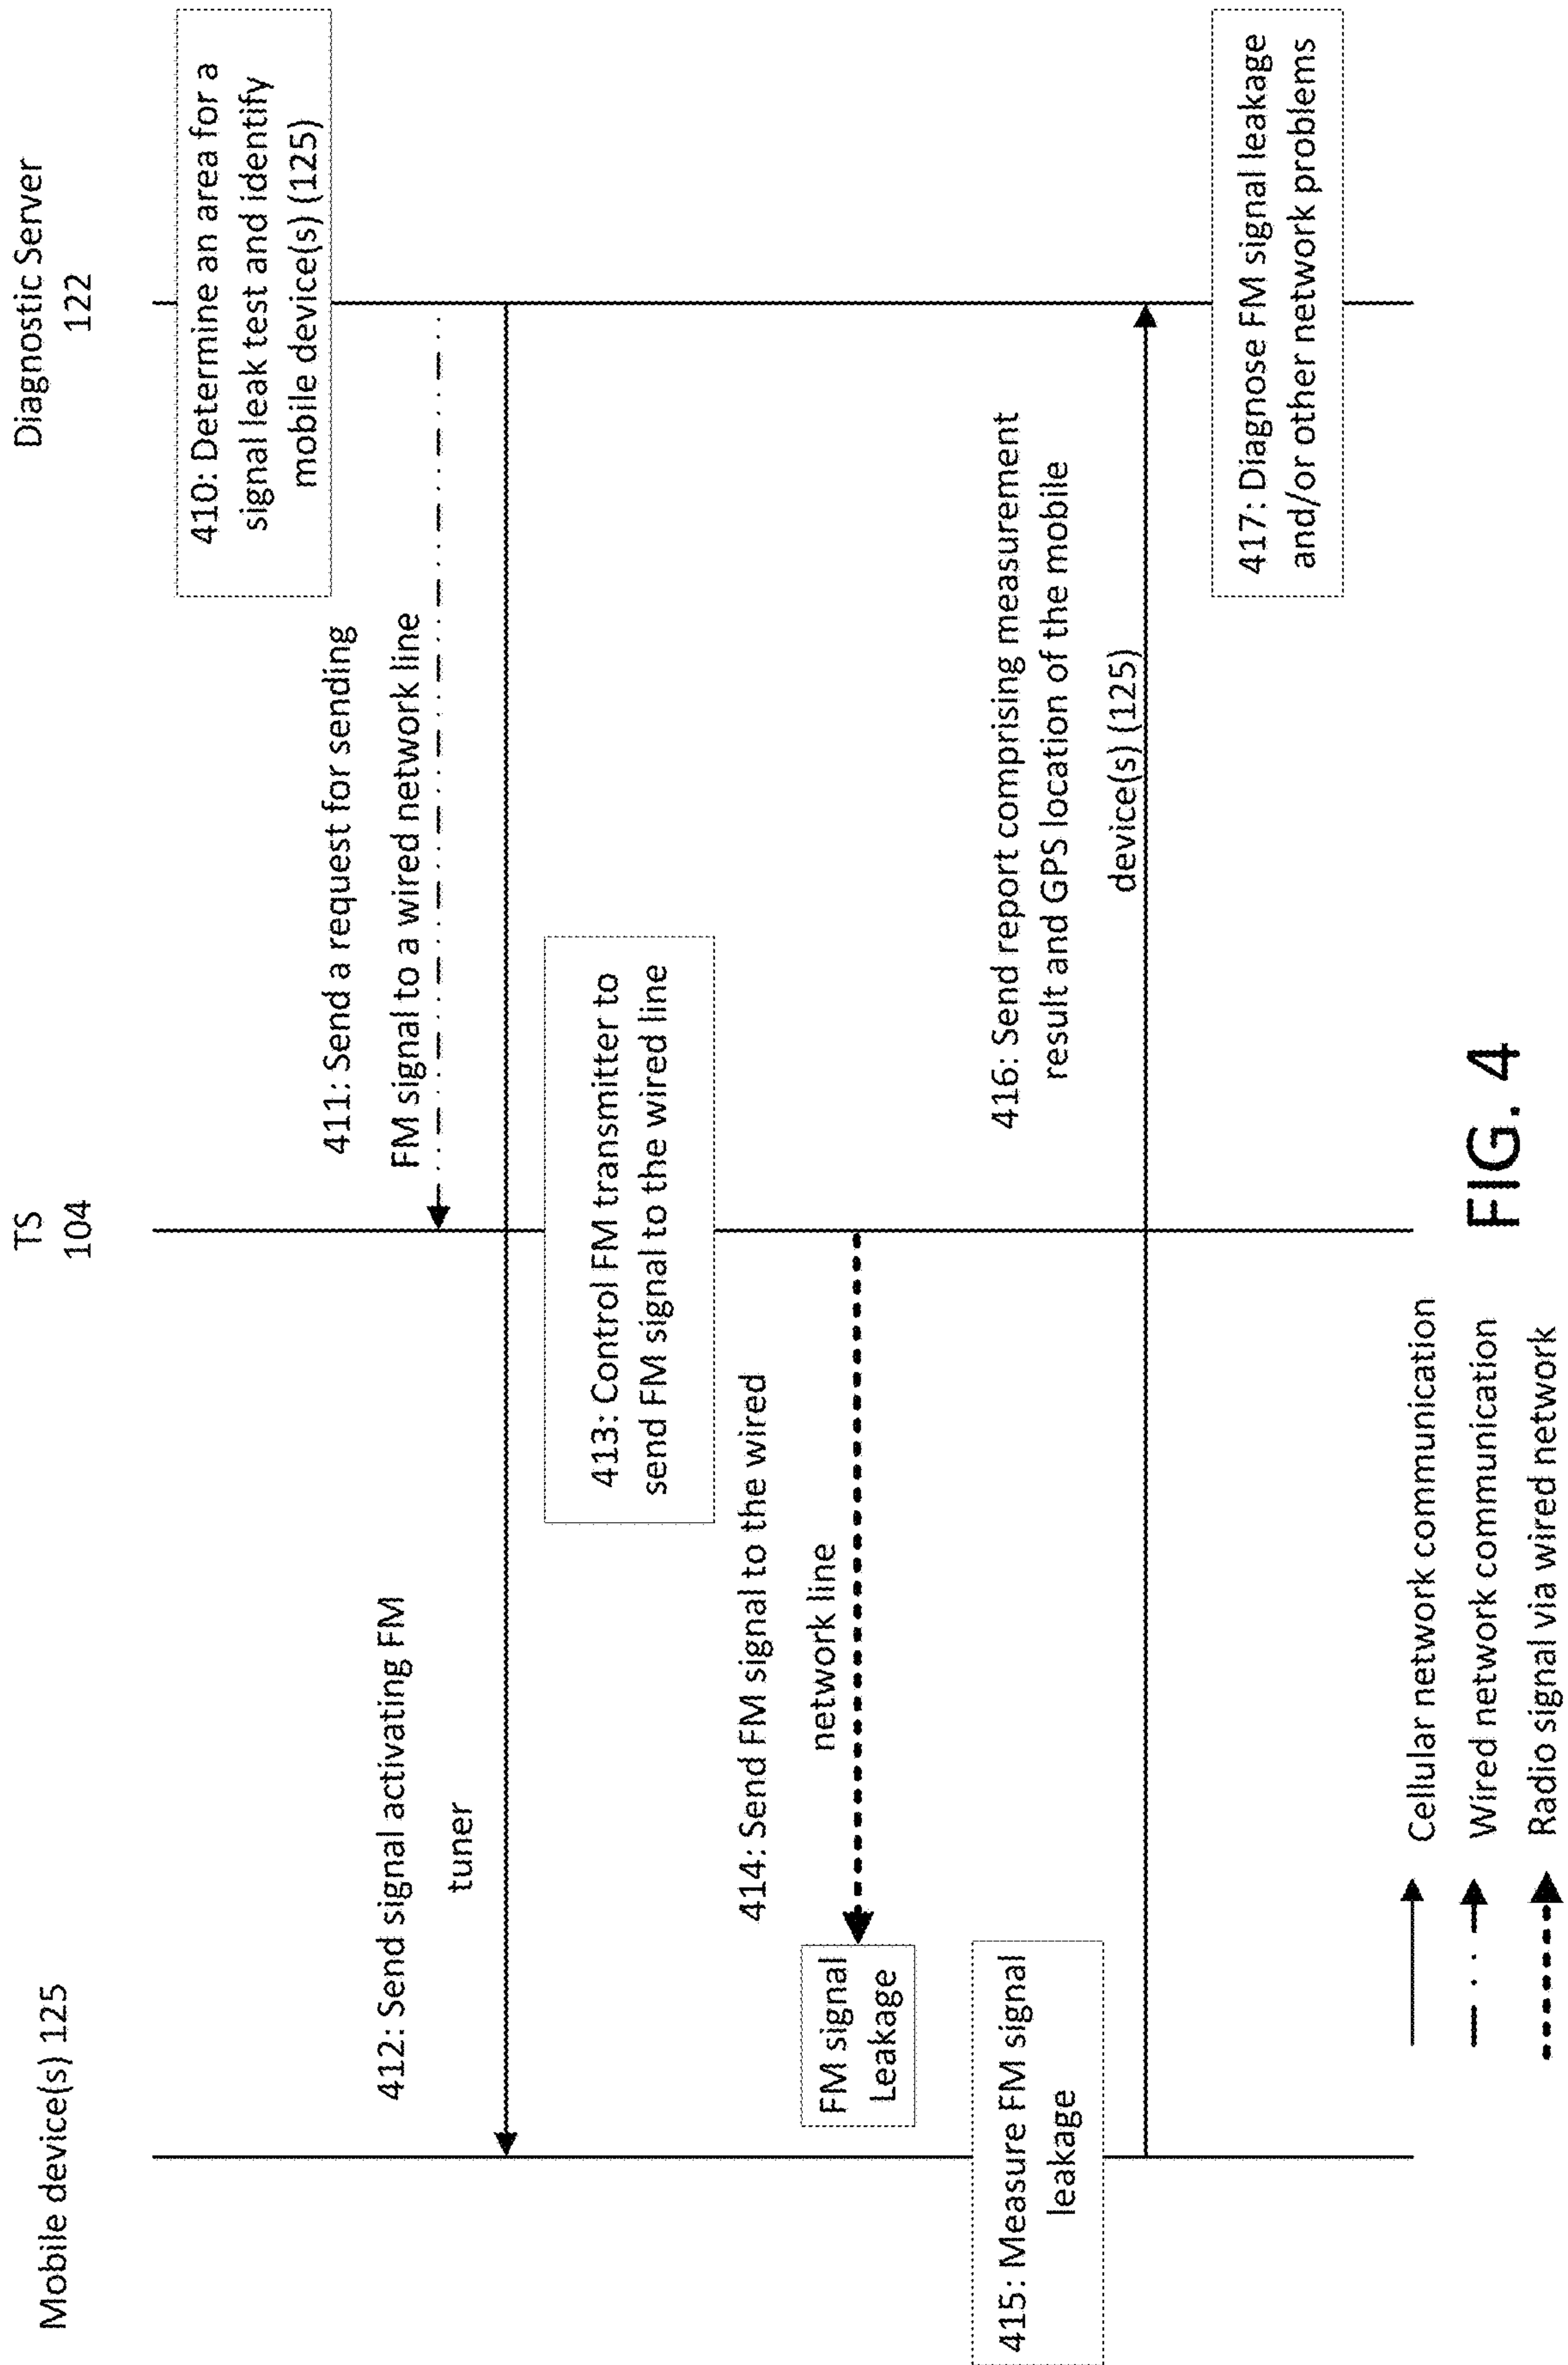 Mobile device(s) 125
TS
104
Diagnostic Server
122
410: Determine an area for a
signal leak test and identify
mobile device(s) (125)
411: Send a request for sending
FM signal to a wired network line
412: Send signal activating FM
tuner
413: Control FM transmitter to
send FM signal to the wired line
414: Send FM signal to the wired
network line
FM signal
Leakage
415: Measure FM signal
leakage
416: Send report comprising measurement
result and GPS location of the mobile
device(s) (125)
417: Diagnose FM signal leakage
and/or other network problems
Cellular network communication
Wired network communication
Radio signal via wired network
FIG. 4